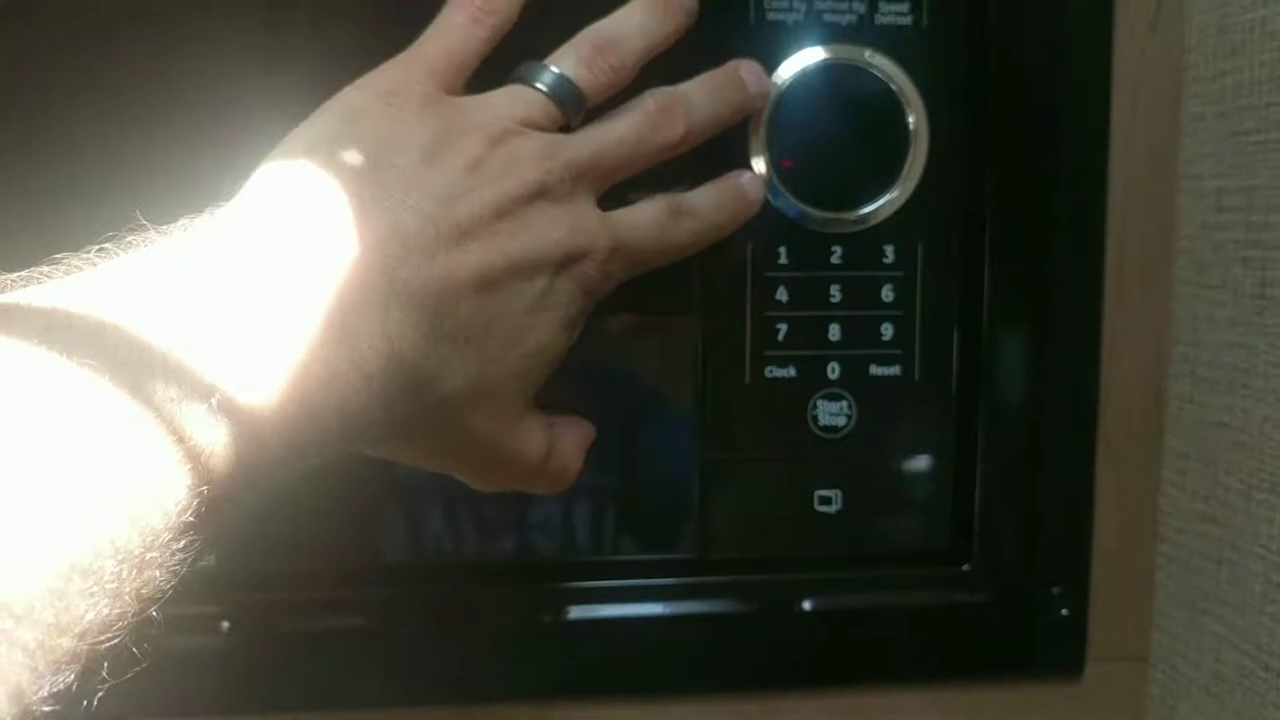 Cook By Defrost By Speed
Weight Weight Defrost
1 2 3
4 5 6
7 8 9
Clock 0 Reset
Start
Stop